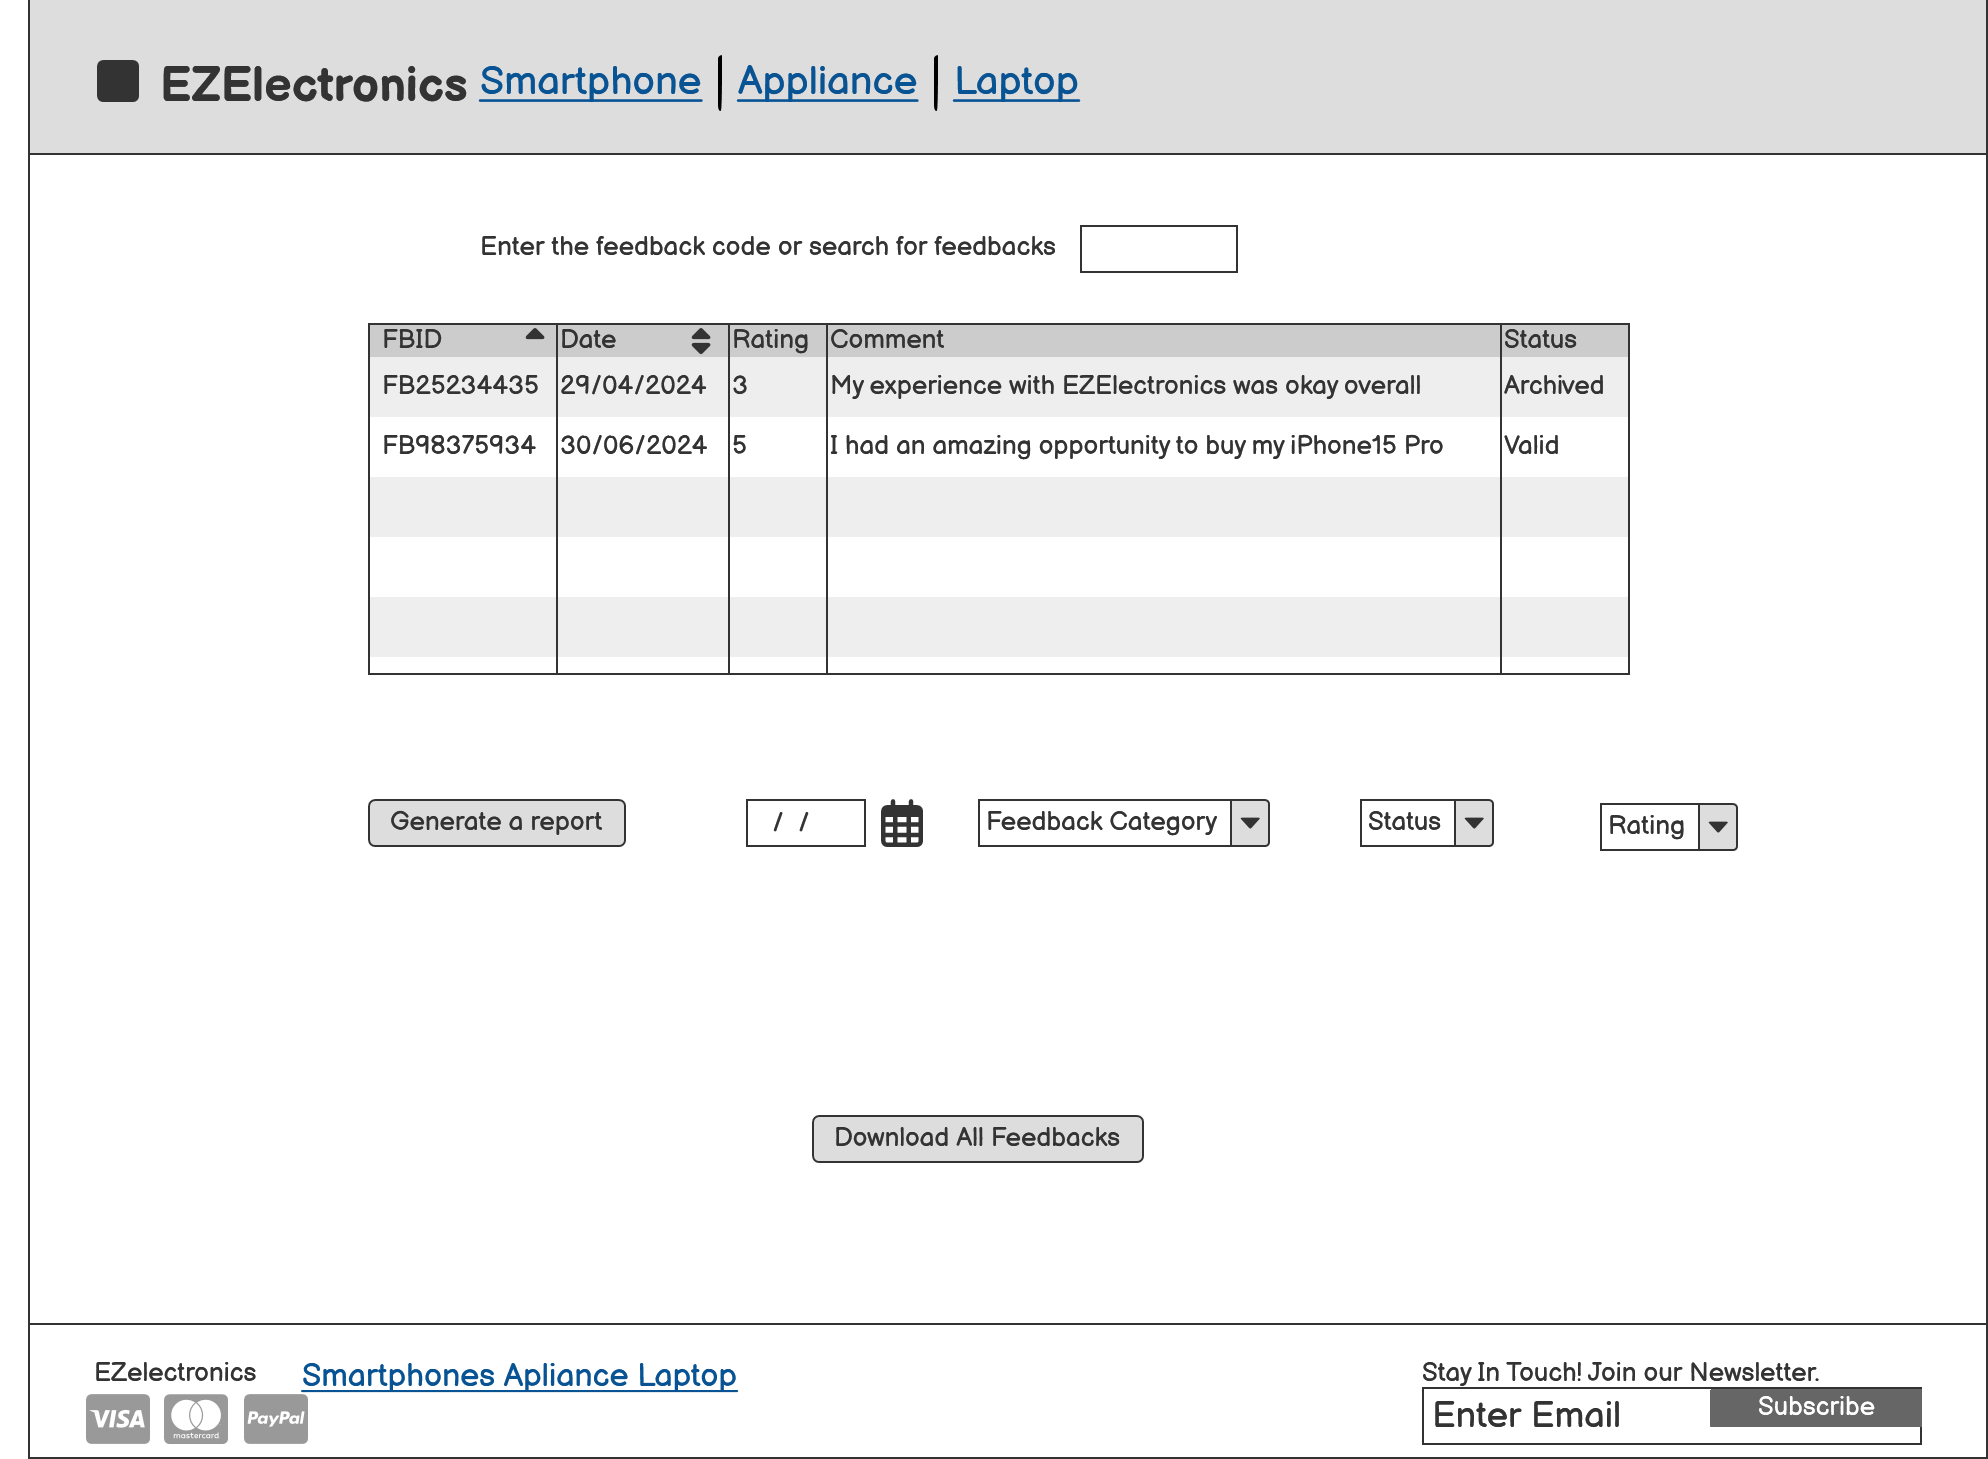 EZElectronics Smartphone Appliance Laptop
Enter the feedback code or search for feedbacks
FBID Date Rating Comment Status
FB25234435 29/04/2024 3 My experience with EZElectronics was okay overall Archived
FB98375934 30/06/2024 5 I had an amazing opportunity to buy my iPhone15 Pro Valid
Generate a report / / Feedback Category Status Rating
Download All Feedbacks
EZelectronics Smartphones Apliance Laptop
VISA mastercard PayPal
Stay In Touch! Join our Newsletter.
Enter Email Subscribe